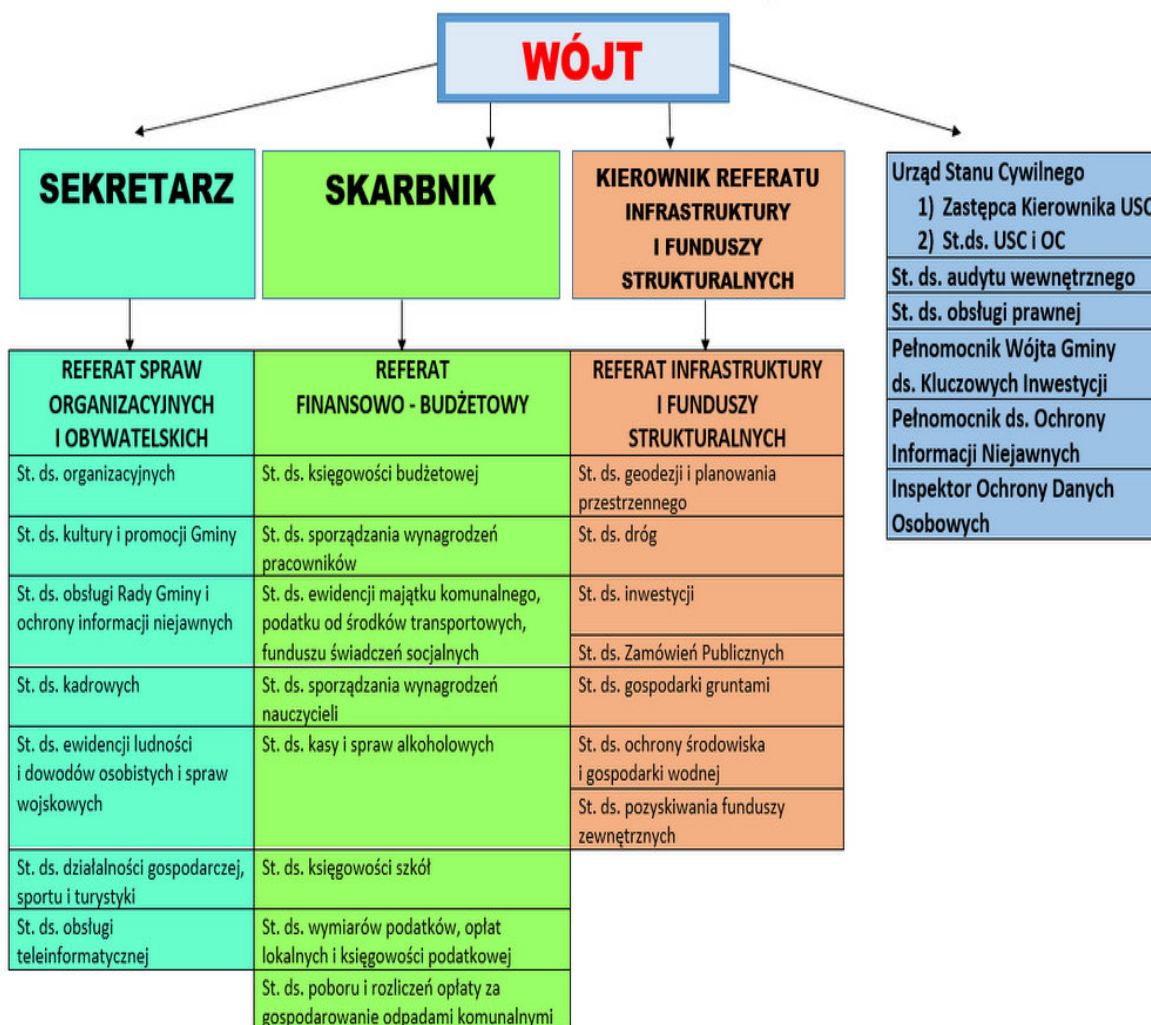 WÓJT
SEKRETARZ
SKARBNIK
KIEROWNIK REFERATU
INFRASTRUKTURY
I FUNDUSZY
STRUKTURALNYCH
Urząd Stanu Cywilnego
1) Zastępca Kierownika USC
2) St.ds. USC i OC
St. ds. audytu wewnętrznego
St. ds. obsługi prawnej
Pełnomocnik Wójta Gminy
ds. Kluczowych Inwestycji
Pełnomocnik ds. Ochrony
Informacji Niejawnych
Inspektor Ochrony Danych
Osobowych
REFERAT SPRAW
ORGANIZACYJNYCH
I OBYWATELSKICH
St. ds. organizacyjnych
St. ds. kultury i promocji Gminy
St. ds. obsługi Rady Gminy i
ochrony informacji niejawnych
St. ds. kadrowych
St. ds. ewidencji ludności
i dowodów osobistych i spraw
wojskowych
St. ds. działalności gospodarczej,
sportu i turystyki
St. ds. obsługi
teleinformatycznej
REFERAT
FINANSOWO - BUDŻETOWY
St. ds. księgowości budżetowej
St. ds. sporządzania wynagrodzeń
pracowników
St. ds. ewidencji majątku komunalnego,
podatku od środków transportowych,
funduszu świadczeń socjalnych
St. ds. sporządzania wynagrodzeń
nauczycieli
St. ds. kasy i spraw alkoholowych
St. ds. księgowości szkół
St. ds. wymiarów podatków, opłat
lokalnych i księgowości podatkowej
St. ds. poboru i rozliczeń opłaty za
gospodarowanie odpadami komunalnymi
REFERAT INFRASTRUKTURY
I FUNDUSZY
STRUKTURALNYCH
St. ds. geodezji i planowania
przestrzennego
St. ds. dróg
St. ds. inwestycji
St. ds. Zamówień Publicznych
St. ds. gospodarki gruntami
St. ds. ochrony środowiska
i gospodarki wodnej
St. ds. pozyskiwania funduszy
zewnętrznych